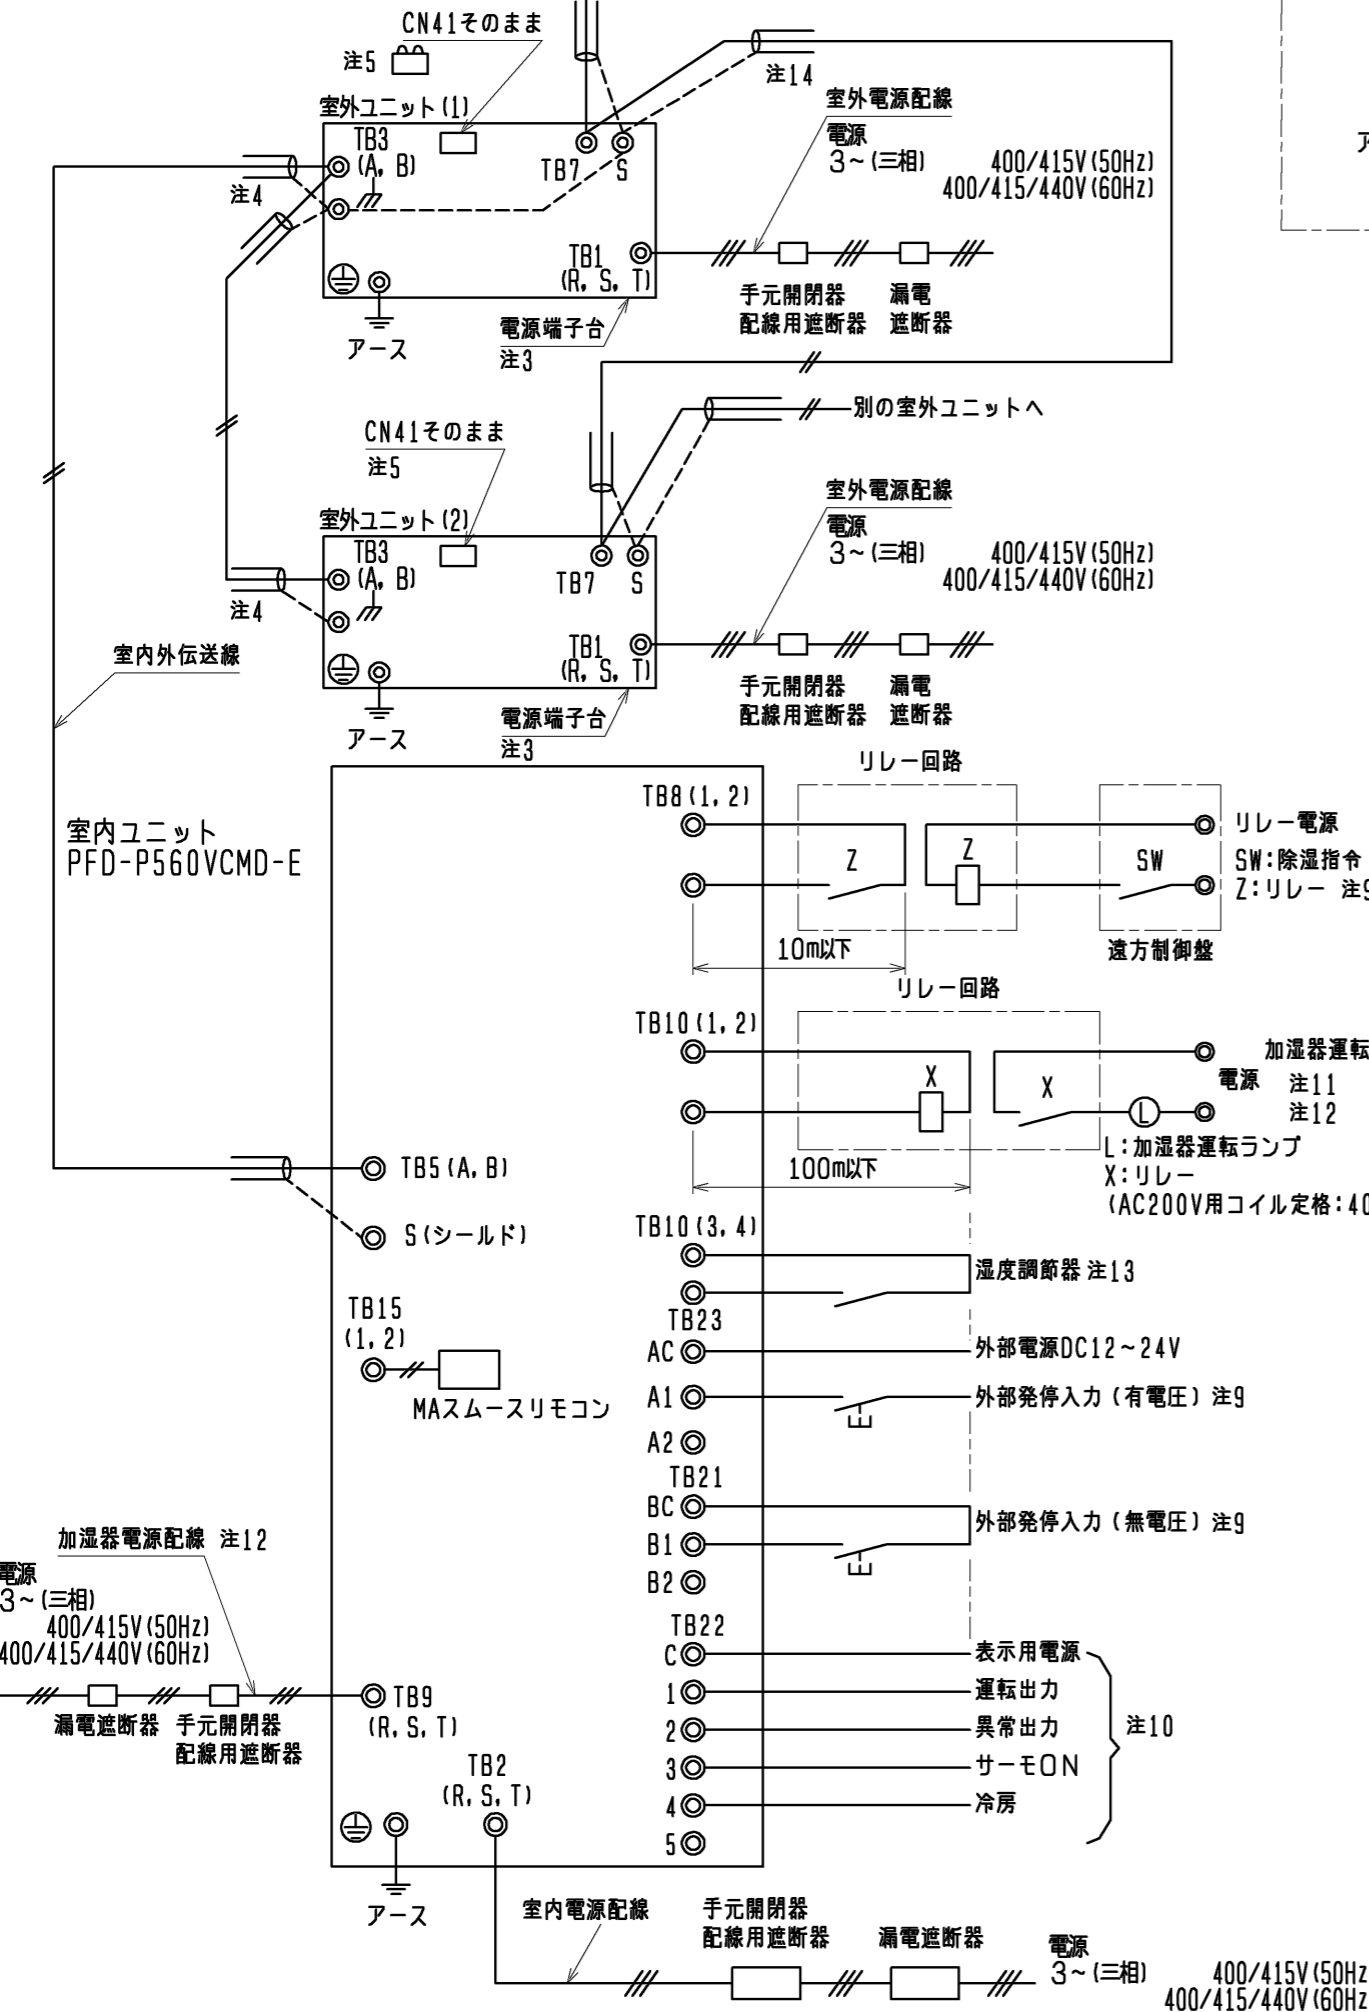 CN41そのまま
注5
注14
室外ユニット(1)
TB3
(A, B)
TB7
S
注4
室外電源配線
電源
3~(三相)
400/415V(50Hz)
400/415/440V(60Hz)
TB1
(R, S, T)
手元開閉器
配線用遮断器
漏電
遮断器
電源端子台
注3
アース
別の室外ユニットへ
CN41そのまま
注5
室外ユニット(2)
TB3
(A, B)
TB7
S
注4
室外電源配線
電源
3~(三相)
400/415V(50Hz)
400/415/440V(60Hz)
TB1
(R, S, T)
手元開閉器
配線用遮断器
漏電
遮断器
電源端子台
注3
アース
室内外伝送線
室内ユニット
PFD-P560VCMD-E
リレー回路
TB8(1, 2)
Z
Z
SW
リレー電源
SW:除湿指令
Z:リレー 注9
10m以下
遠方制御盤
リレー回路
TB10(1, 2)
X
X
L
加湿器運転
電源
注11
注12
L:加湿器運転ランプ
X:リレー
(AC200V用コイル定格:40
100m以下
TB5(A, B)
S(シールド)
TB10(3, 4)
湿度調節器 注13
TB15
(1, 2)
MAスムースリモコン
TB23
AC
外部電源DC12~24V
A1
外部発停入力(有電圧)注9
A2
TB21
BC
外部発停入力(無電圧)注9
B1
B2
TB22
C
表示用電源
1
運転出力
2
異常出力
3
サーモON
4
冷房
5
注10
加湿器電源配線 注12
電源
3~(三相)
400/415V(50Hz)
400/415/440V(60Hz)
漏電遮断器
手元開閉器
配線用遮断器
TB9
(R, S, T)
TB2
(R, S, T)
アース
室内電源配線
手元開閉器
配線用遮断器
漏電遮断器
電源
3~(三相)
400/415V(50Hz
400/415/440V(60Hz